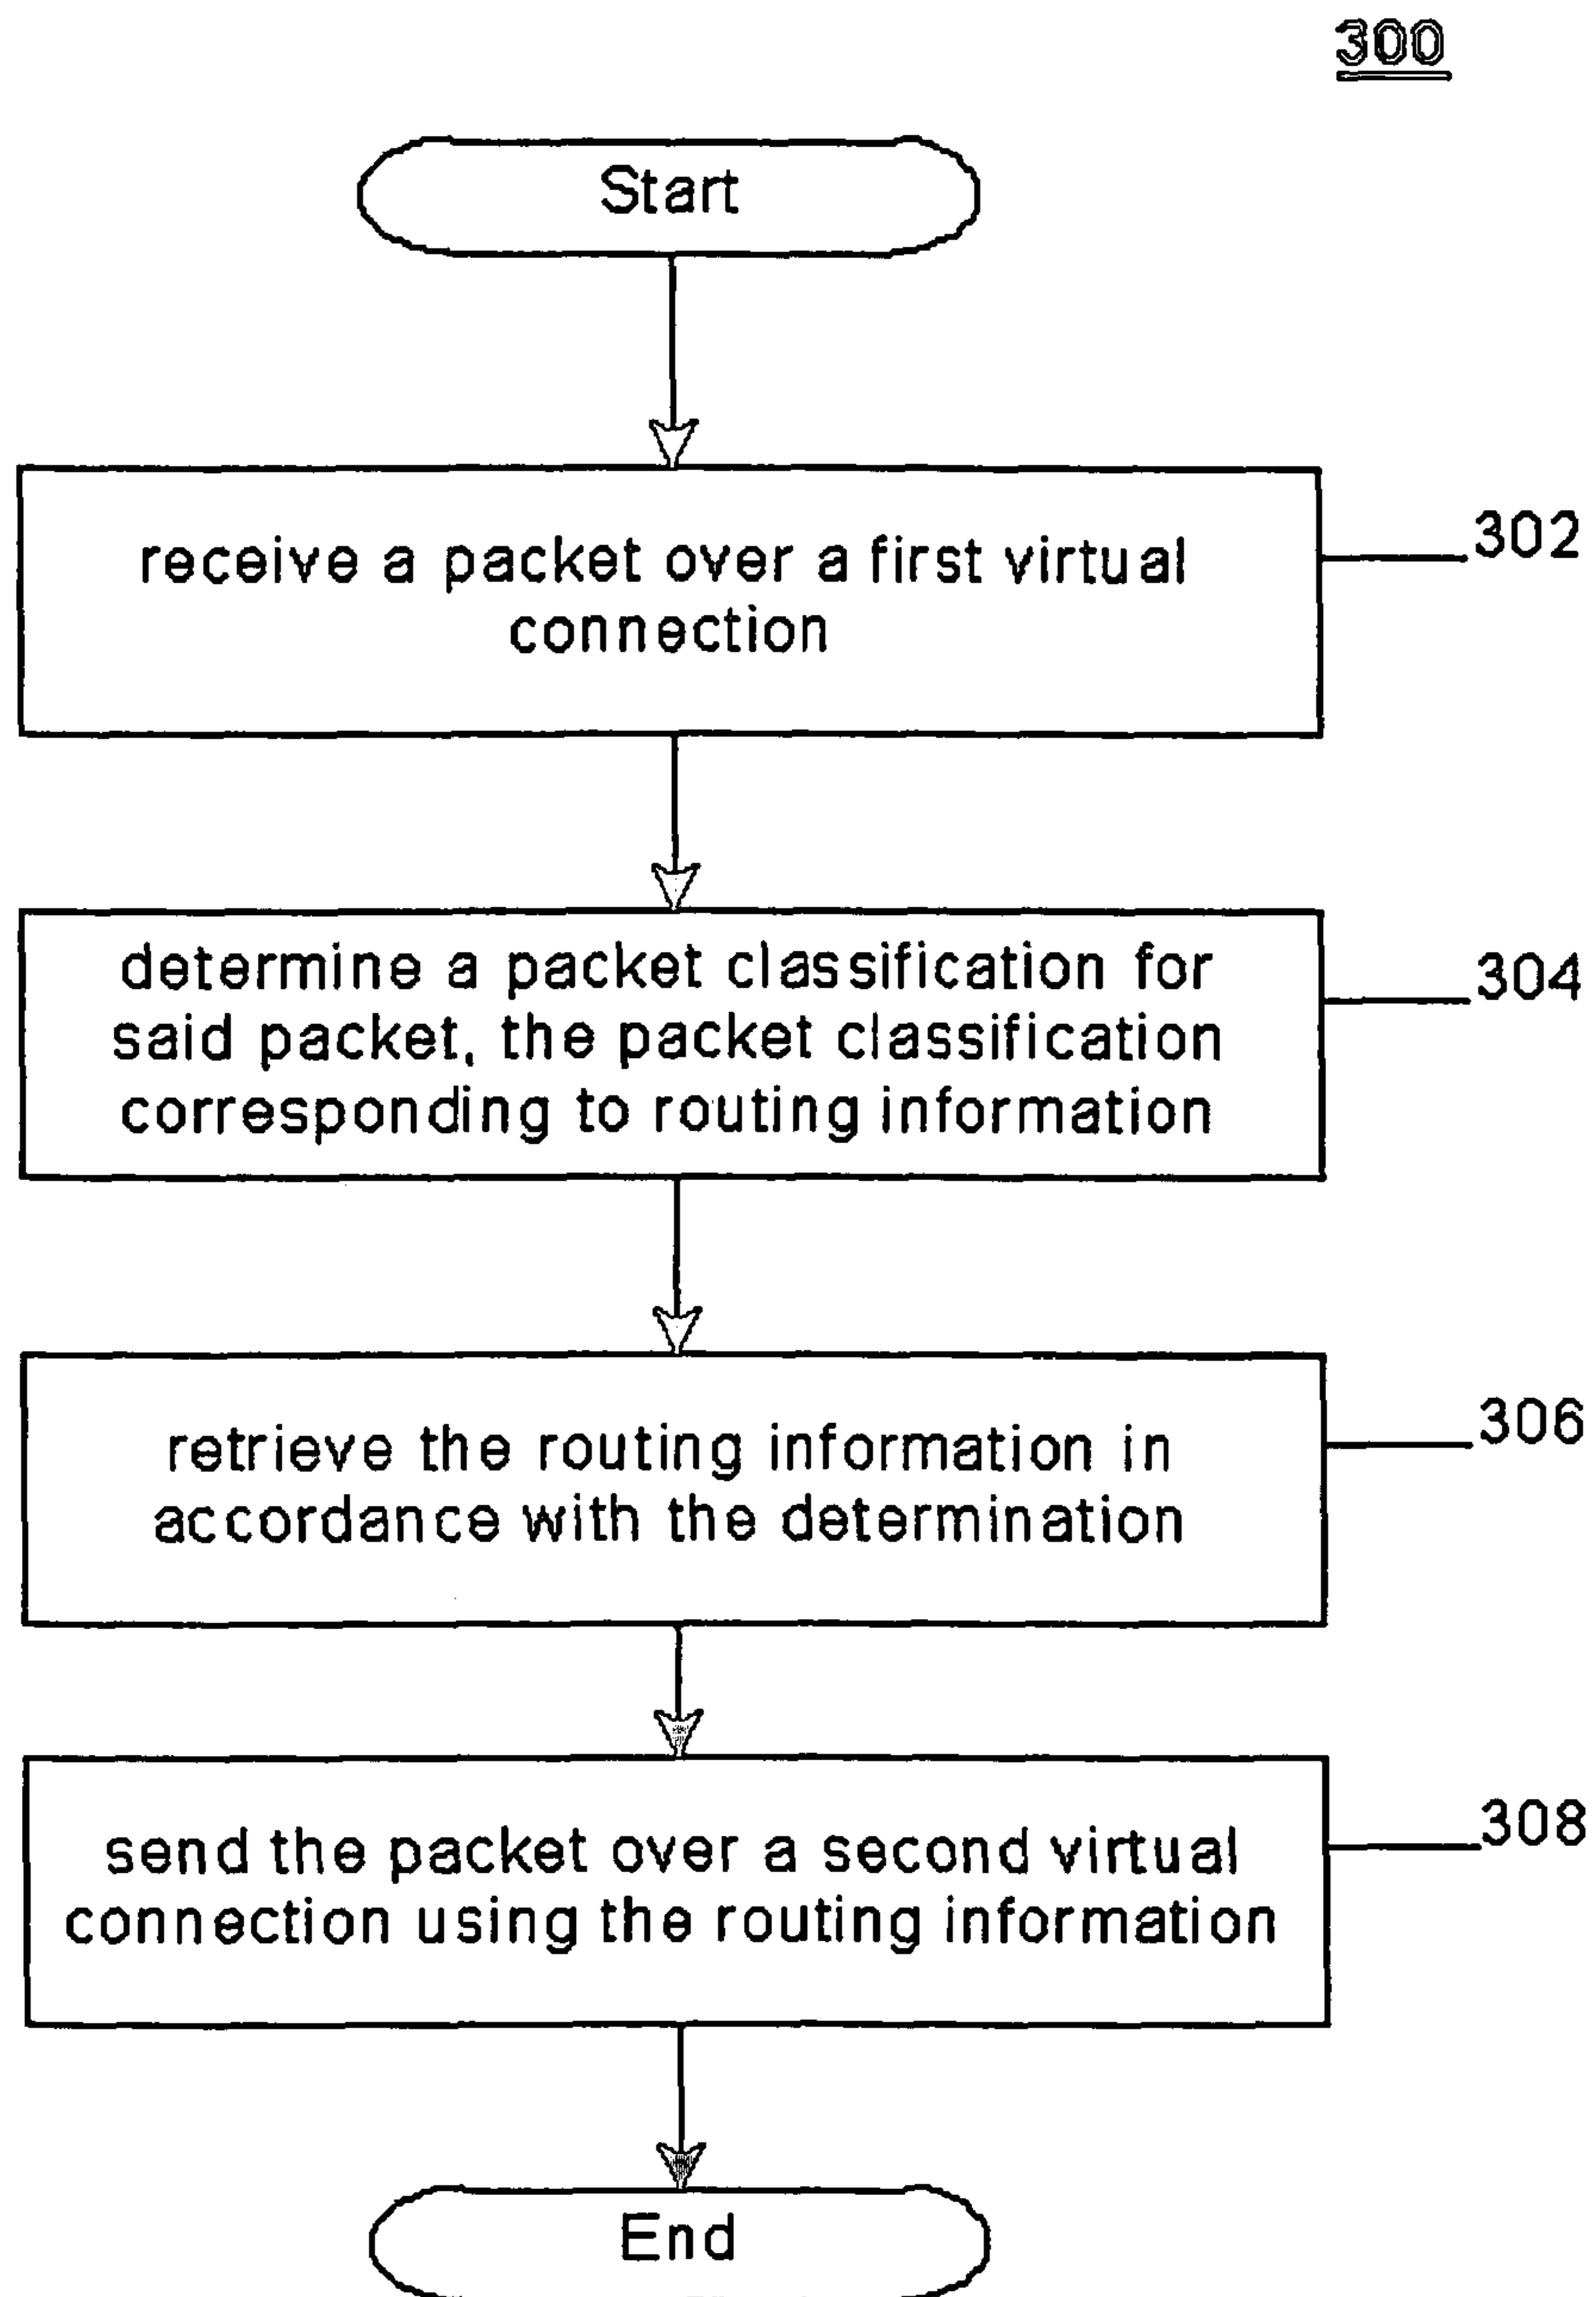 300
Start
receive a packet over a first virtual
connection
302
determine a packet classification for
said packet, the packet classification
corresponding to routing information
304
retrieve the routing information in
accordance with the determination
306
send the packet over a second virtual
connection using the routing information
308
End